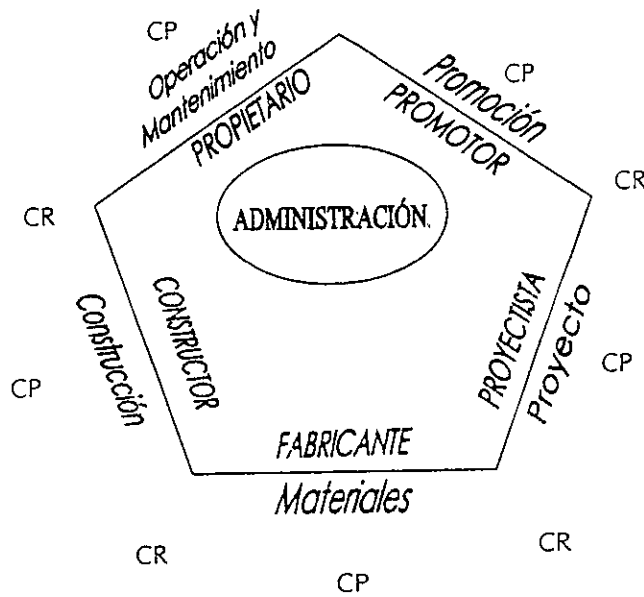 CP
Operación y
Mantenimiento
PROPIETARIO
Promoción
CP
PROMOTOR
CR
CR
ADMINISTRACIÓN.
Construcción
CONSTRUCTOR
PROYECTISTA
Proyecto
CP
CP
FABRICANTE
Materiales
CR
CR
CP